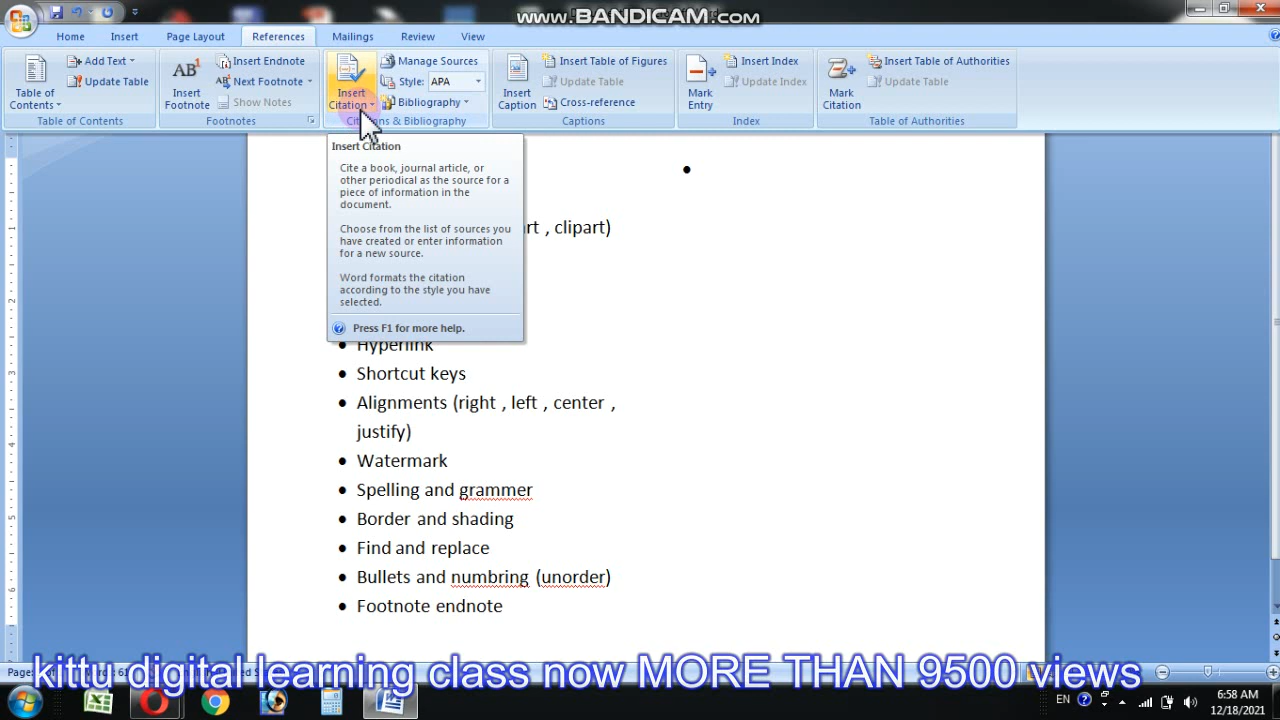 www.BANDICAM.com
Home Insert Page Layout References Mailings Review View
Table of Contents
Add Text
Update Table
Table of Contents
AB1
Insert Footnote
Insert Endnote
AB1 Next Footnote
Show Notes
Footnotes
Insert Citation
Manage Sources
Style: APA
Bibliography
Citations & Bibliography
Insert Caption
Insert Table of Figures
Update Table
Cross-reference
Captions
Mark Entry
Insert Index
Update Index
Index
Mark Citation
Insert Table of Authorities
Update Table
Table of Authorities
Insert Citation
Cite a book, journal article, or
other periodical as the source for a
piece of information in the
document.
Choose from the list of sources you
have created or enter information
for a new source.
Word formats the citation
according to the style you have
selected.
Press F1 for more help.
, clipart)
• Hyperlink
• Shortcut keys
• Alignments (right , left , center ,
justify)
• Watermark
• Spelling and grammer
• Border and shading
• Find and replace
• Bullets and numbring (unorder)
• Footnote endnote
1
2
3
4
5
6
kittu digital learning class now MORE THAN 9500 views
EN
6:58 AM
12/18/2021